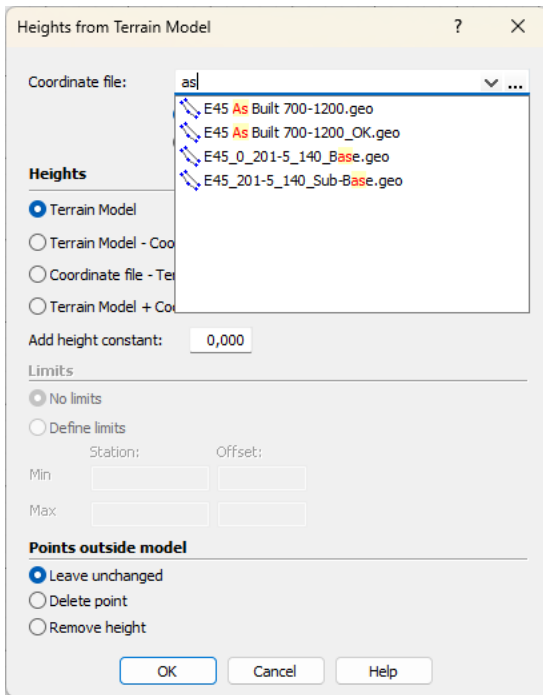 Heights from Terrain Model ? ×
Coordinate file: as ...
E45 As Built 700-1200.geo
E45 As Built 700-1200_OK.geo
E45_0_201-5_140_Base.geo
E45_201-5_140_Sub-Base.geo
Heights
Terrain Model
Terrain Model - Coo
Coordinate file - Ter
Terrain Model + Coo
Add height constant: 0,000
Limits
No limits
Define limits
Station: Offset:
Min
Max
Points outside model
Leave unchanged
Delete point
Remove height
OK Cancel Help